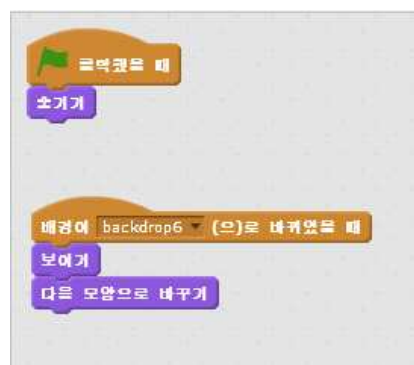 클릭했을 때
숨기기
배경이 backdrop6 (으)로 바뀌었을 때
보이기
다음 모양으로 바꾸기